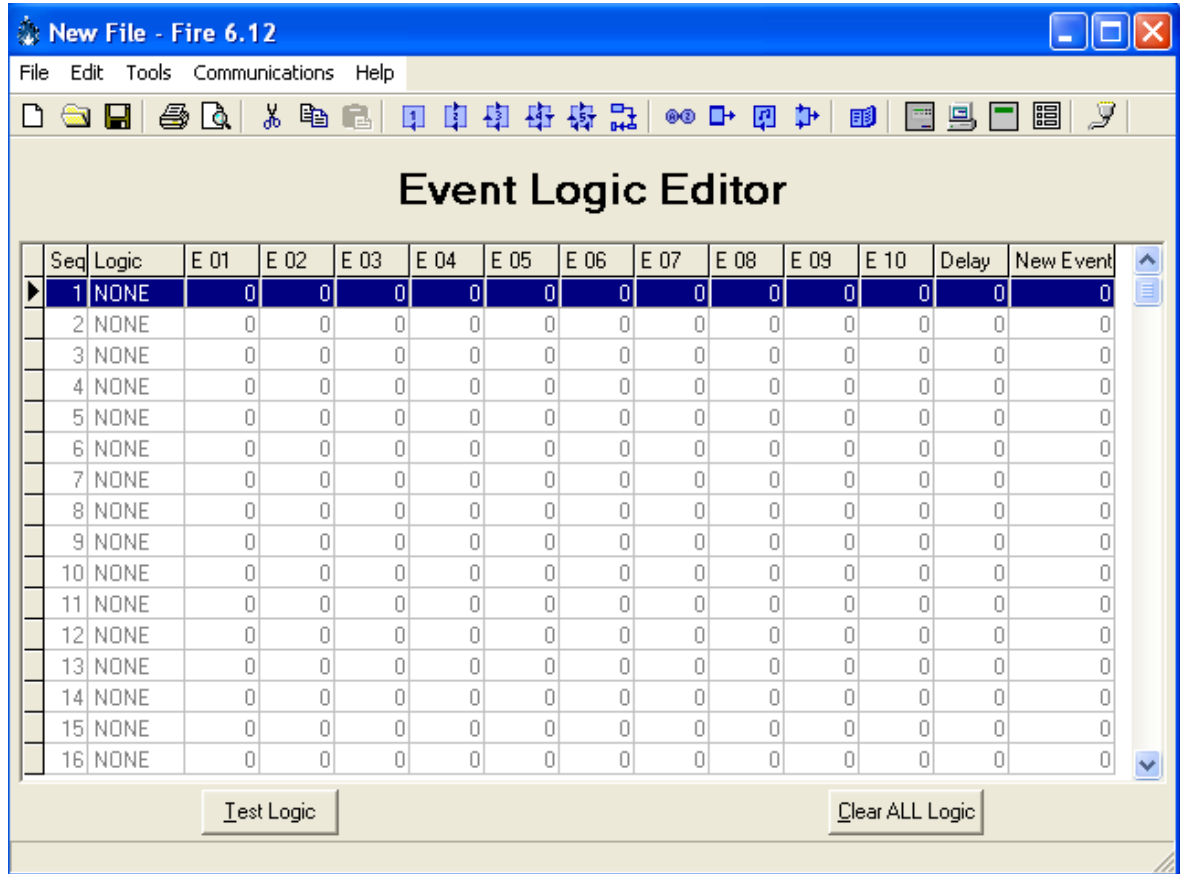 New File - Fire 6.12
File Edit Tools Communications Help
Event Logic Editor
Seq Logic E 01 E 02 E 03 E 04 E 05 E 06 E 07 E 08 E 09 E 10 Delay New Event
1 NONE 0 0 0 0 0 0 0 0 0 0 0 0
2 NONE 0 0 0 0 0 0 0 0 0 0 0 0
3 NONE 0 0 0 0 0 0 0 0 0 0 0 0
4 NONE 0 0 0 0 0 0 0 0 0 0 0 0
5 NONE 0 0 0 0 0 0 0 0 0 0 0 0
6 NONE 0 0 0 0 0 0 0 0 0 0 0 0
7 NONE 0 0 0 0 0 0 0 0 0 0 0 0
8 NONE 0 0 0 0 0 0 0 0 0 0 0 0
9 NONE 0 0 0 0 0 0 0 0 0 0 0 0
10 NONE 0 0 0 0 0 0 0 0 0 0 0 0
11 NONE 0 0 0 0 0 0 0 0 0 0 0 0
12 NONE 0 0 0 0 0 0 0 0 0 0 0 0
13 NONE 0 0 0 0 0 0 0 0 0 0 0 0
14 NONE 0 0 0 0 0 0 0 0 0 0 0 0
15 NONE 0 0 0 0 0 0 0 0 0 0 0 0
16 NONE 0 0 0 0 0 0 0 0 0 0 0 0
Test Logic Clear ALL Logic